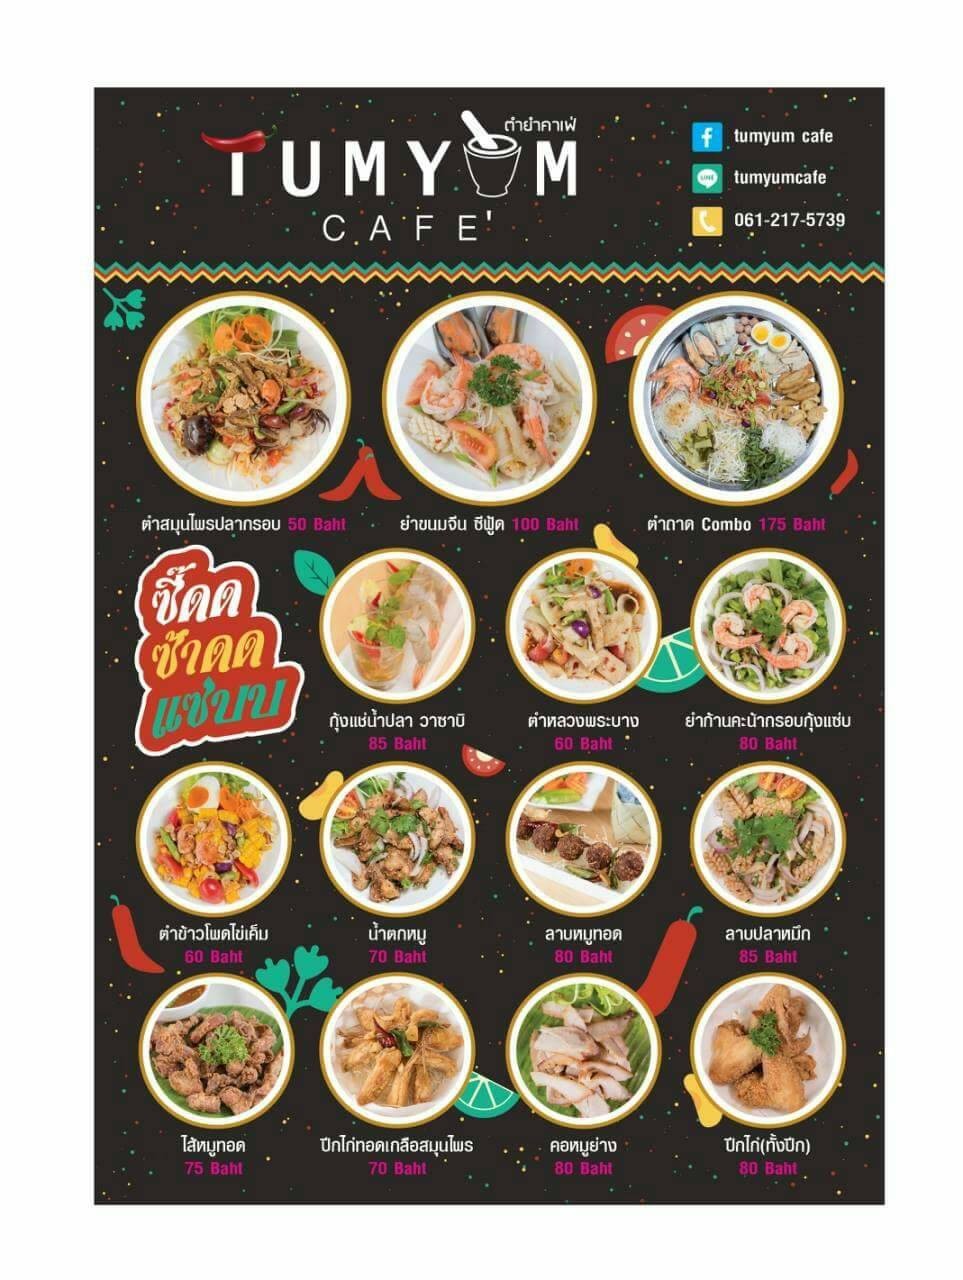 ตำยำคาเฟ่
TUMYUM
CAFE'
tumyum cafe
LINE
tumyumcafe
061-217-5739
ตำสมุนไพรปลากรอบ 50 Baht
ยำขนมจีน ซีฟู้ด 100 Baht
ตำถาด Combo 175 Baht
ซี๊ดด
ซ๊าดด
แซ่บบ
กุ้งแช่น้ำปลา วาซาบิ
85 Baht
ตำหลวงพระบาง
60 Baht
ยำก้านคะน้ากรอบกุ้งแซ่บ
80 Baht
ตำข้าวโพดไข่เค็ม
60 Baht
น้ำตกหมู
70 Baht
ลาบหมูทอด
80 Baht
ลาบปลาหมึก
85 Baht
ไส้หมูทอด
75 Baht
ปีกไก่ทอดเกลือสมุนไพร
70 Baht
คอหมูย่าง
80 Baht
ปีกไก่(ทั้งปีก)
80 Baht